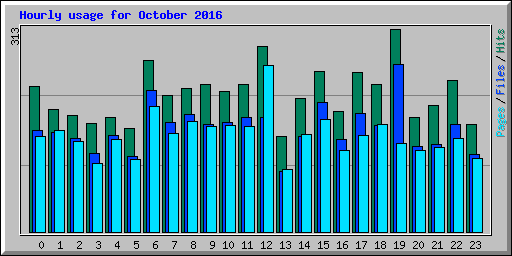 Hourly usage for October 2016
313
Pages / Files / Hits
0 1 2 3 4 5 6 7 8 9 10 11 12 13 14 15 16 17 18 19 20 21 22 23